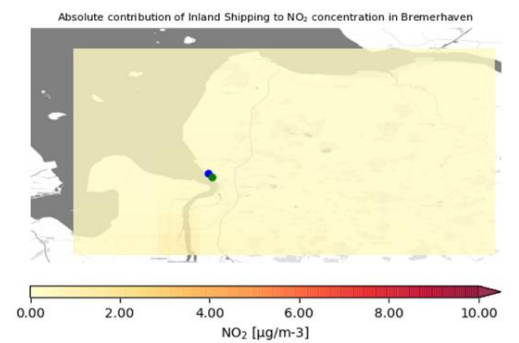 Absolute contribution of Inland Shipping to NO₂ concentration in Bremerhaven
0.00 2.00 4.00 6.00 8.00 10.00
NO₂ [µg/m-3]